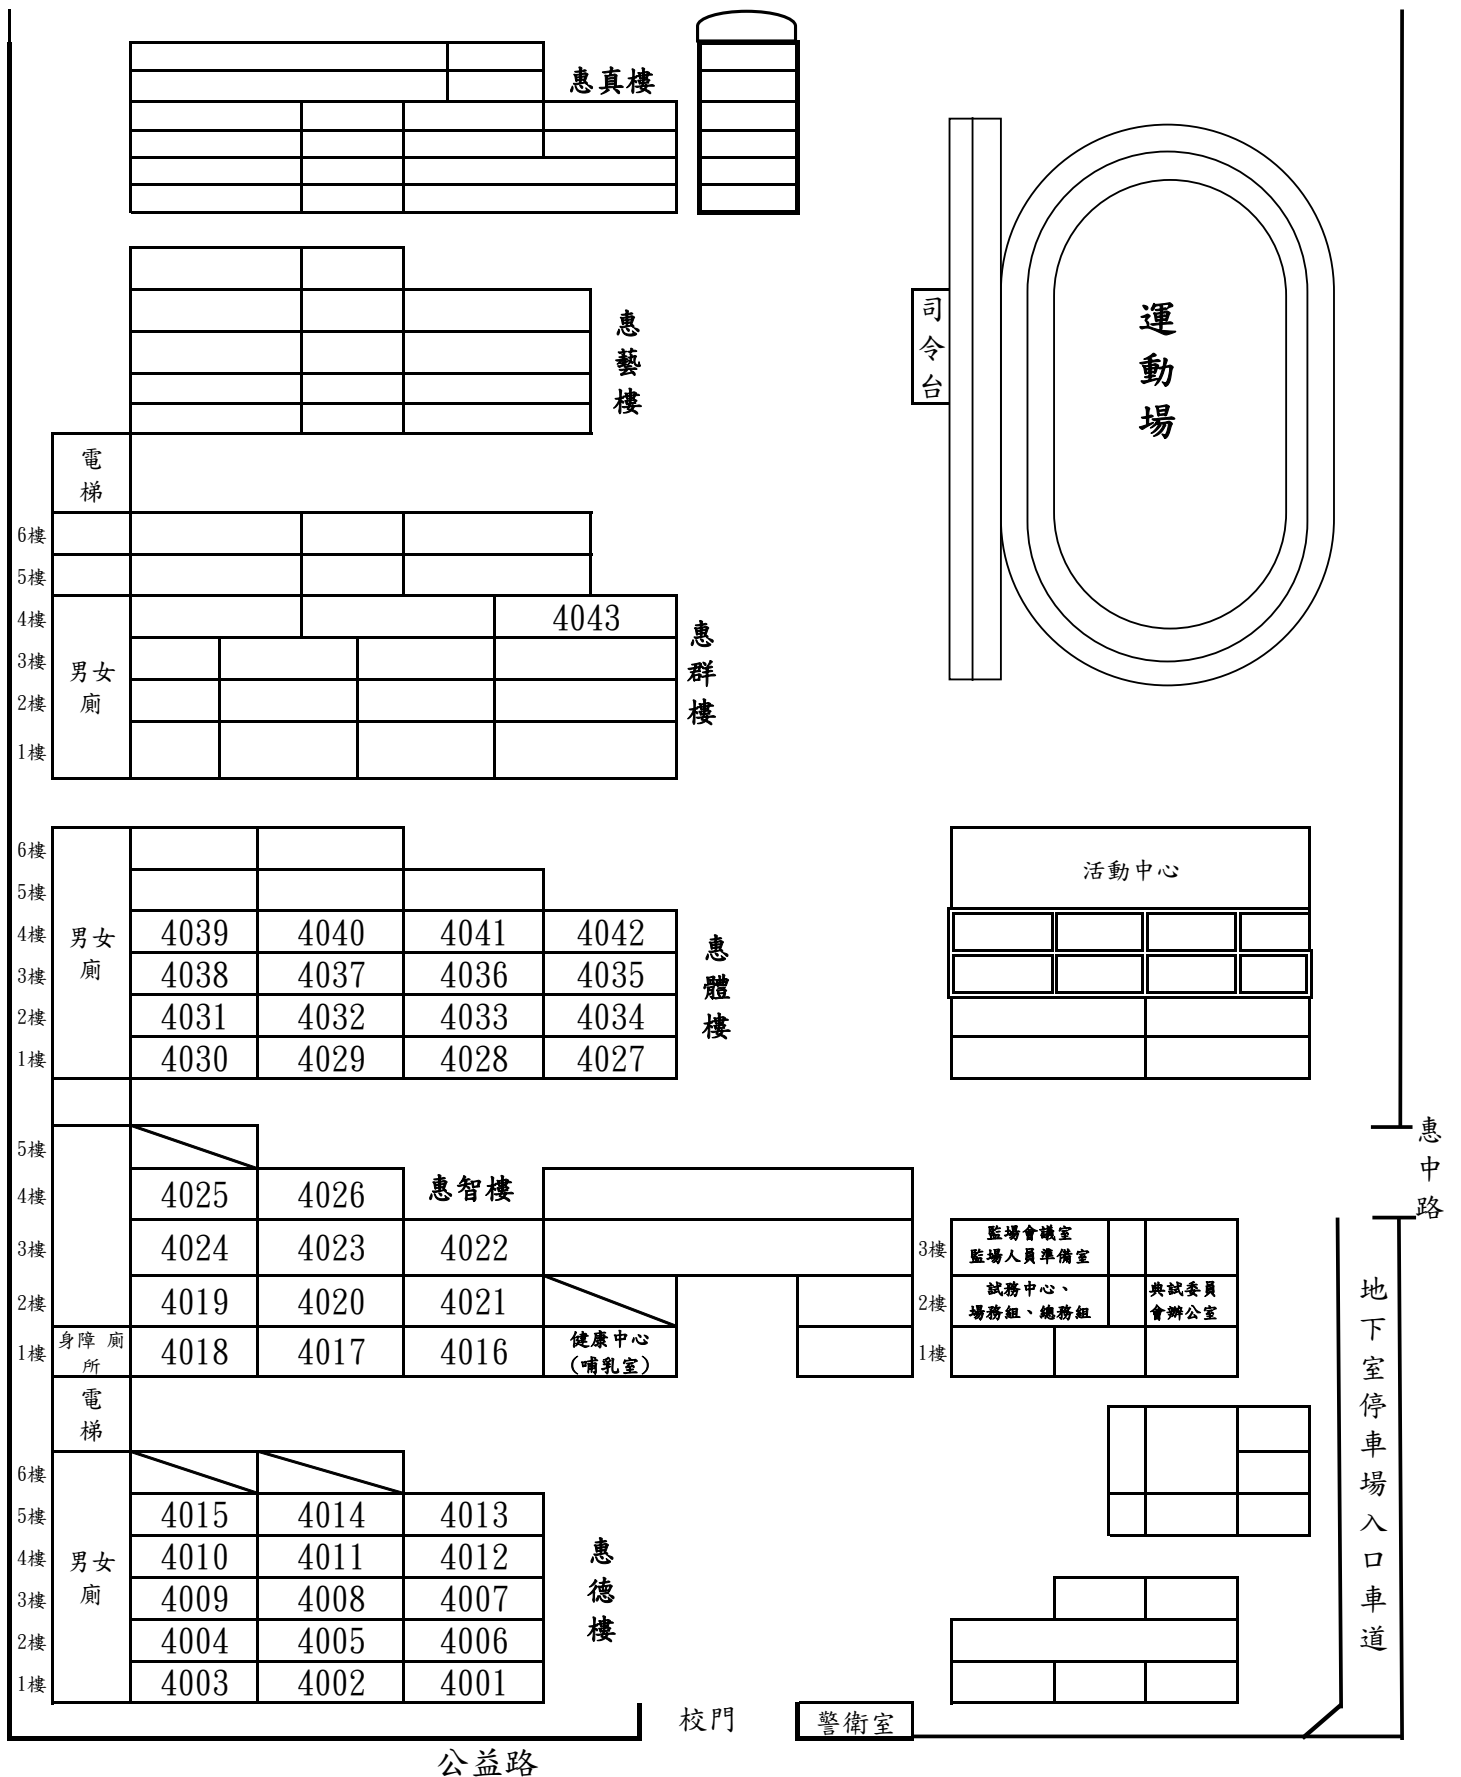 惠真樓
惠藝樓
司令台
運動場
電梯
6樓
5樓
4樓 4043
3樓
2樓
1樓
男女廁
惠群樓
6樓
5樓
4樓 4039 4040 4041 4042
3樓 4038 4037 4036 4035
2樓 4031 4032 4033 4034
1樓 4030 4029 4028 4027
男女廁
惠體樓
活動中心
惠中路
5樓
4樓 4025 4026 惠智樓
3樓 4024 4023 4022
2樓 4019 4020 4021
1樓 身障 廁所 4018 4017 4016 健康中心
(哺乳室)
3樓 監場會議室
監場人員準備室
2樓 試務中心、 典試委員
場務組、總務組 會辦公室
1樓
地下室停車場入口車道
電梯
6樓
5樓 4015 4014 4013
4樓 4010 4011 4012
3樓 4009 4008 4007
2樓 4004 4005 4006
1樓 4003 4002 4001
男女廁
惠德樓
校門 警衛室
公益路